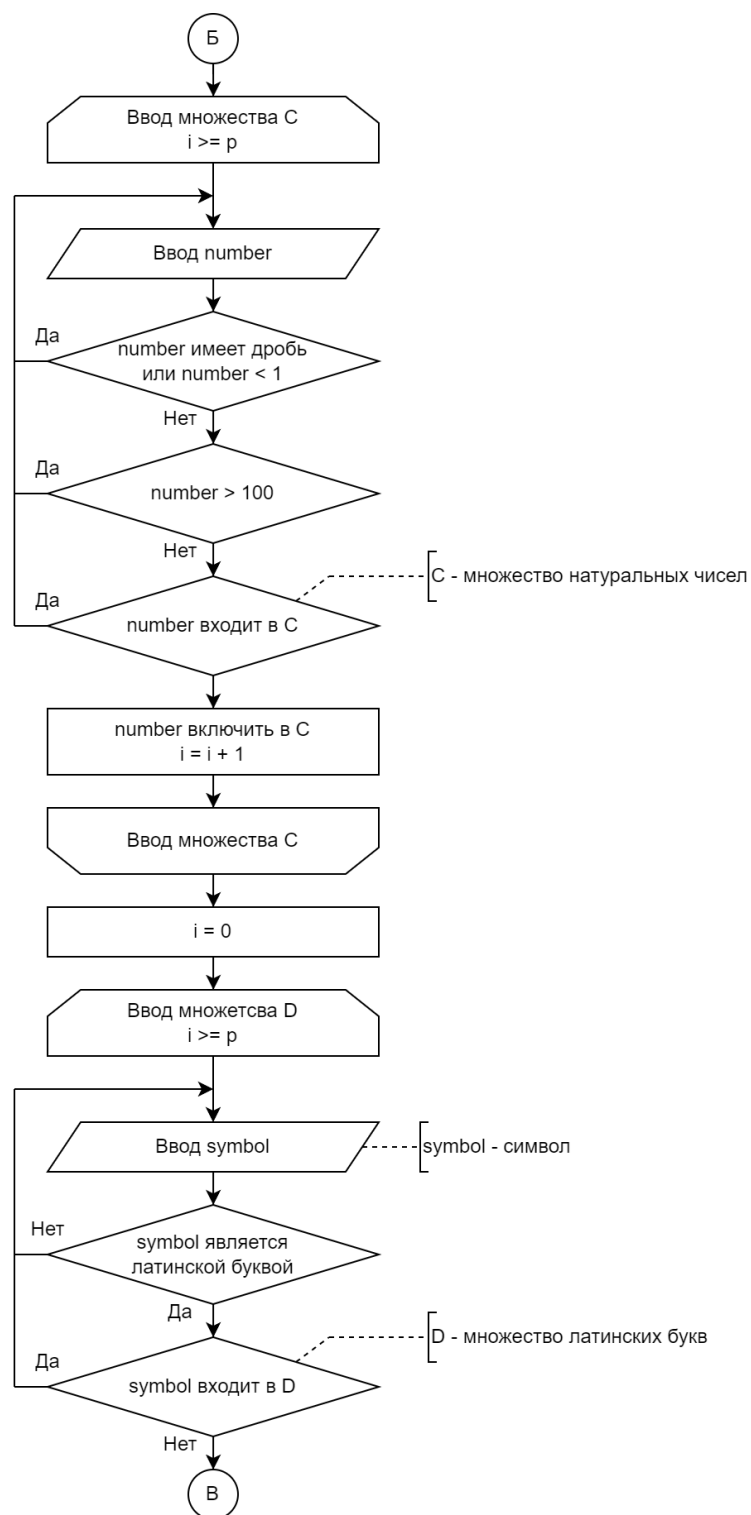 Б
Ввод множества C
i >= p
Ввод number
Да
number имеет дробь
или number < 1
Нет
Да
number > 100
Нет
C - множество натуральных чисел
Да
number входит в C
number включить в C
i = i + 1
Ввод множества C
i = 0
Ввод множетсва D
i >= p
Ввод symbol
symbol - символ
Нет
symbol является
латинской буквой
Да
D - множество латинских букв
Да
symbol входит в D
Нет
В